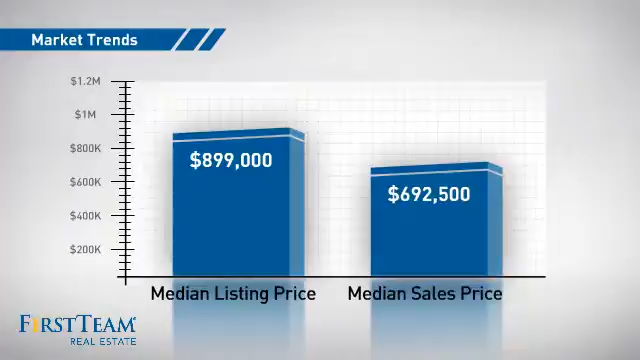 Market Trends
$1.2M
$1M
$800K
$600K
$400K
$200K
$899,000
$692,500
Median Listing Price
Median Sales Price
FIRSTTEAM®
REAL ESTATE